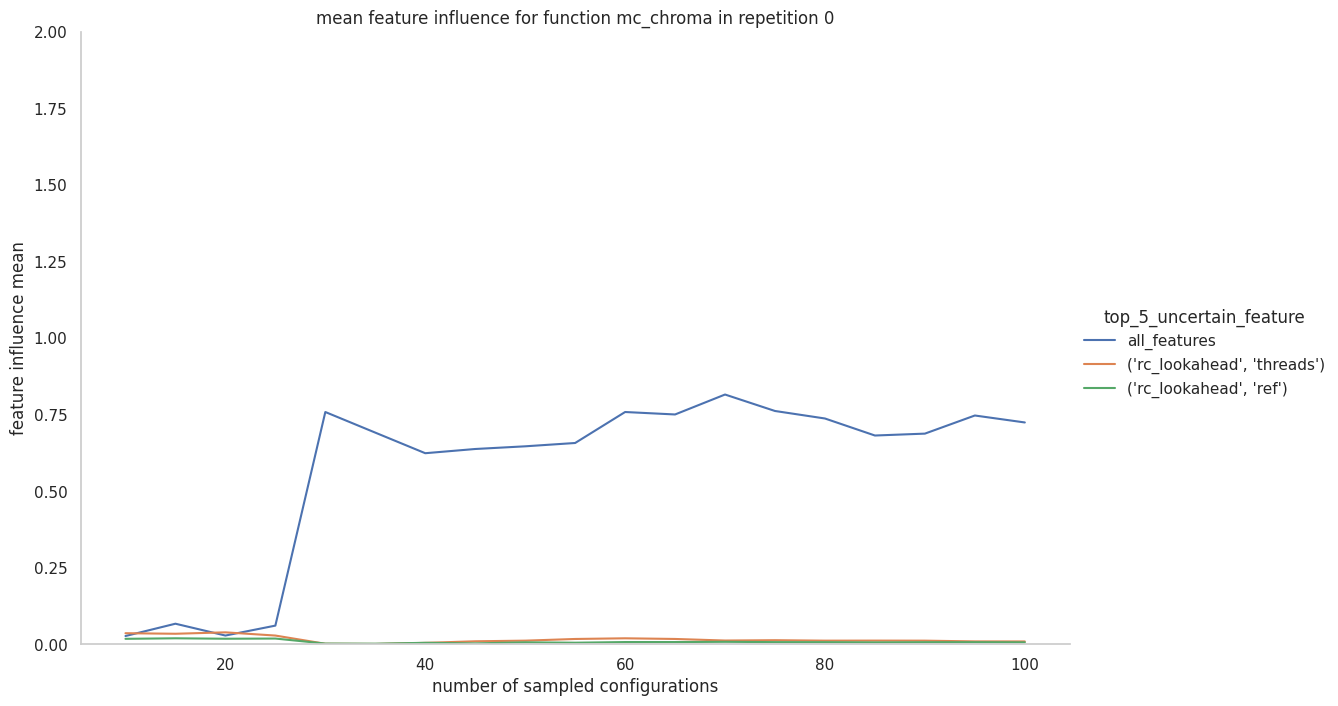 mean feature influence for function mc_chroma in repetition 0
2.00
1.75
1.50
1.25
1.00
0.75
0.50
0.25
0.00
feature influence mean
20
40
60
80
100
number of sampled configurations
top_5_uncertain_feature
all_features
('rc_lookahead', 'threads')
('rc_lookahead', 'ref')